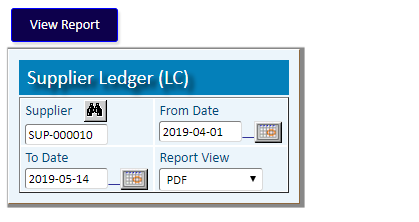 View Report
Supplier Ledger (LC)
Supplier From Date
SUP-000010 2019-04-01
To Date Report View
2019-05-14 PDF